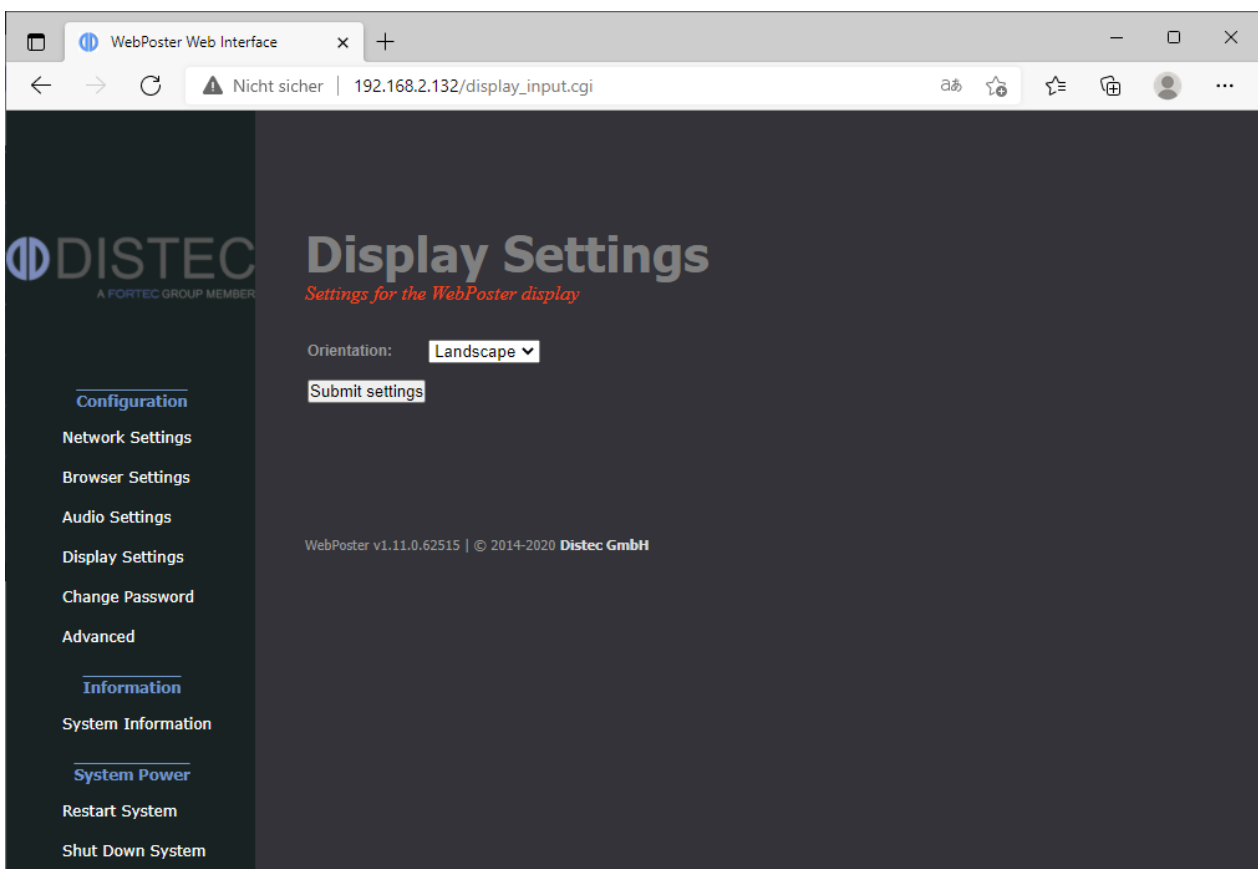 WebPoster Web Interface
Nicht sicher | 192.168.2.132/display_input.cgi
aあ
DISTEC
A FORTEC GROUP MEMBER
Configuration
Network Settings
Browser Settings
Audio Settings
Display Settings
Change Password
Advanced
Information
System Information
System Power
Restart System
Shut Down System
Display Settings
Settings for the WebPoster display
Orientation: Landscape
Submit settings
WebPoster v1.11.0.62515 | © 2014-2020 Distec GmbH